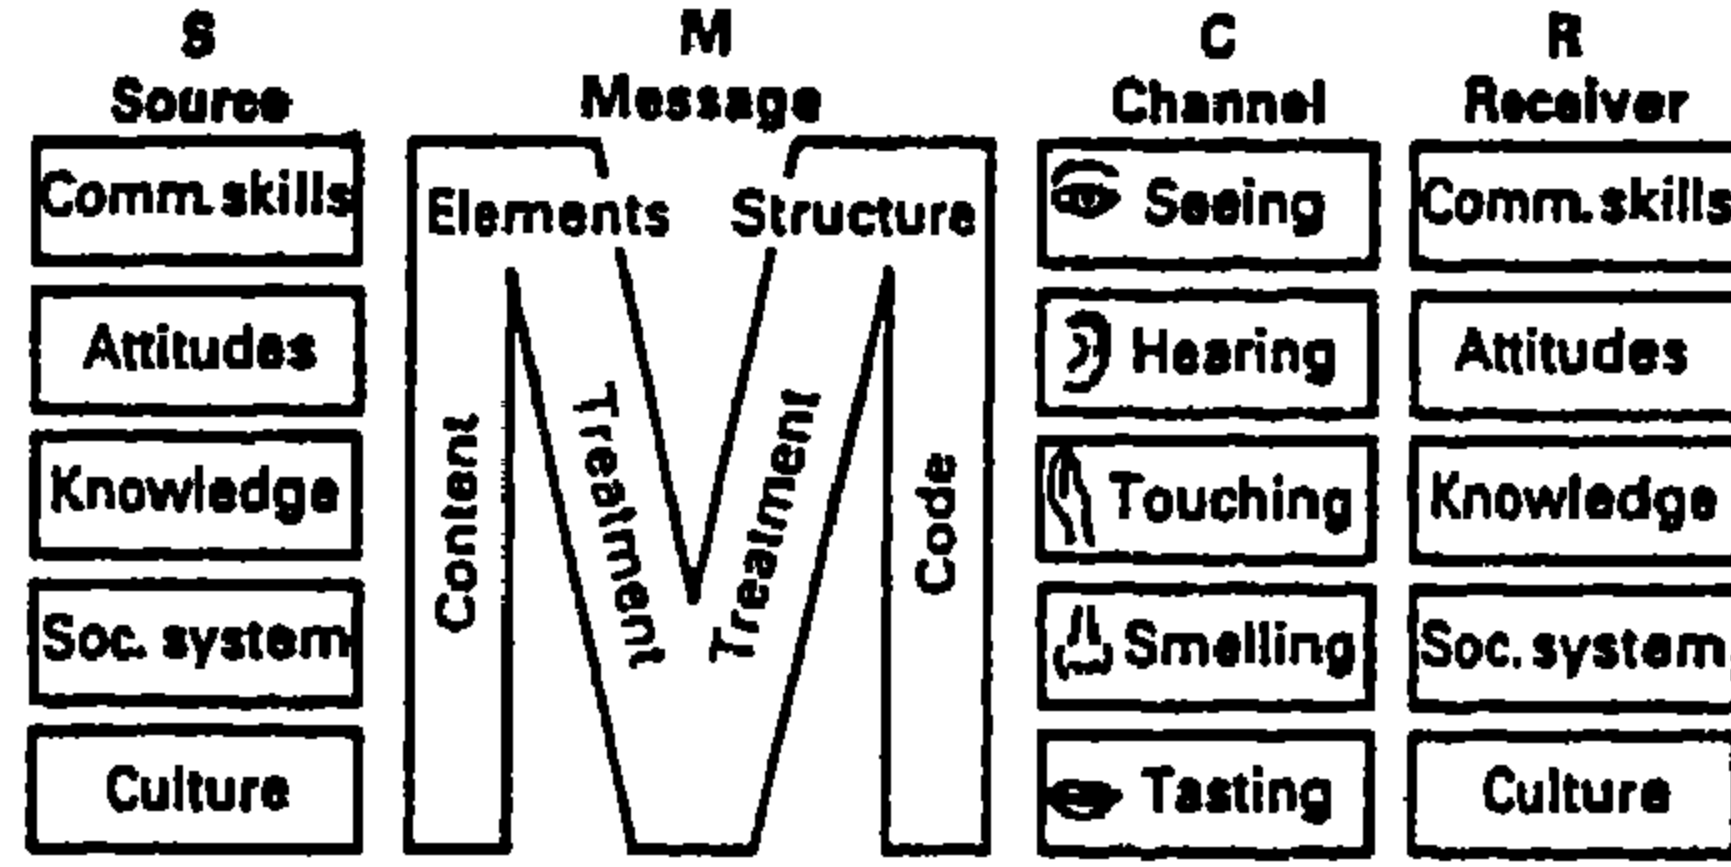 S M C R
Source Message Channel Receiver
Comm. skills
Attitudes
Knowledge
Soc. system
Culture
Elements Structure
Content
Treatment
Treatment
Code
Seeing
Hearing
Touching
Smelling
Tasting
Comm. skills
Attitudes
Knowledge
Soc. system
Culture